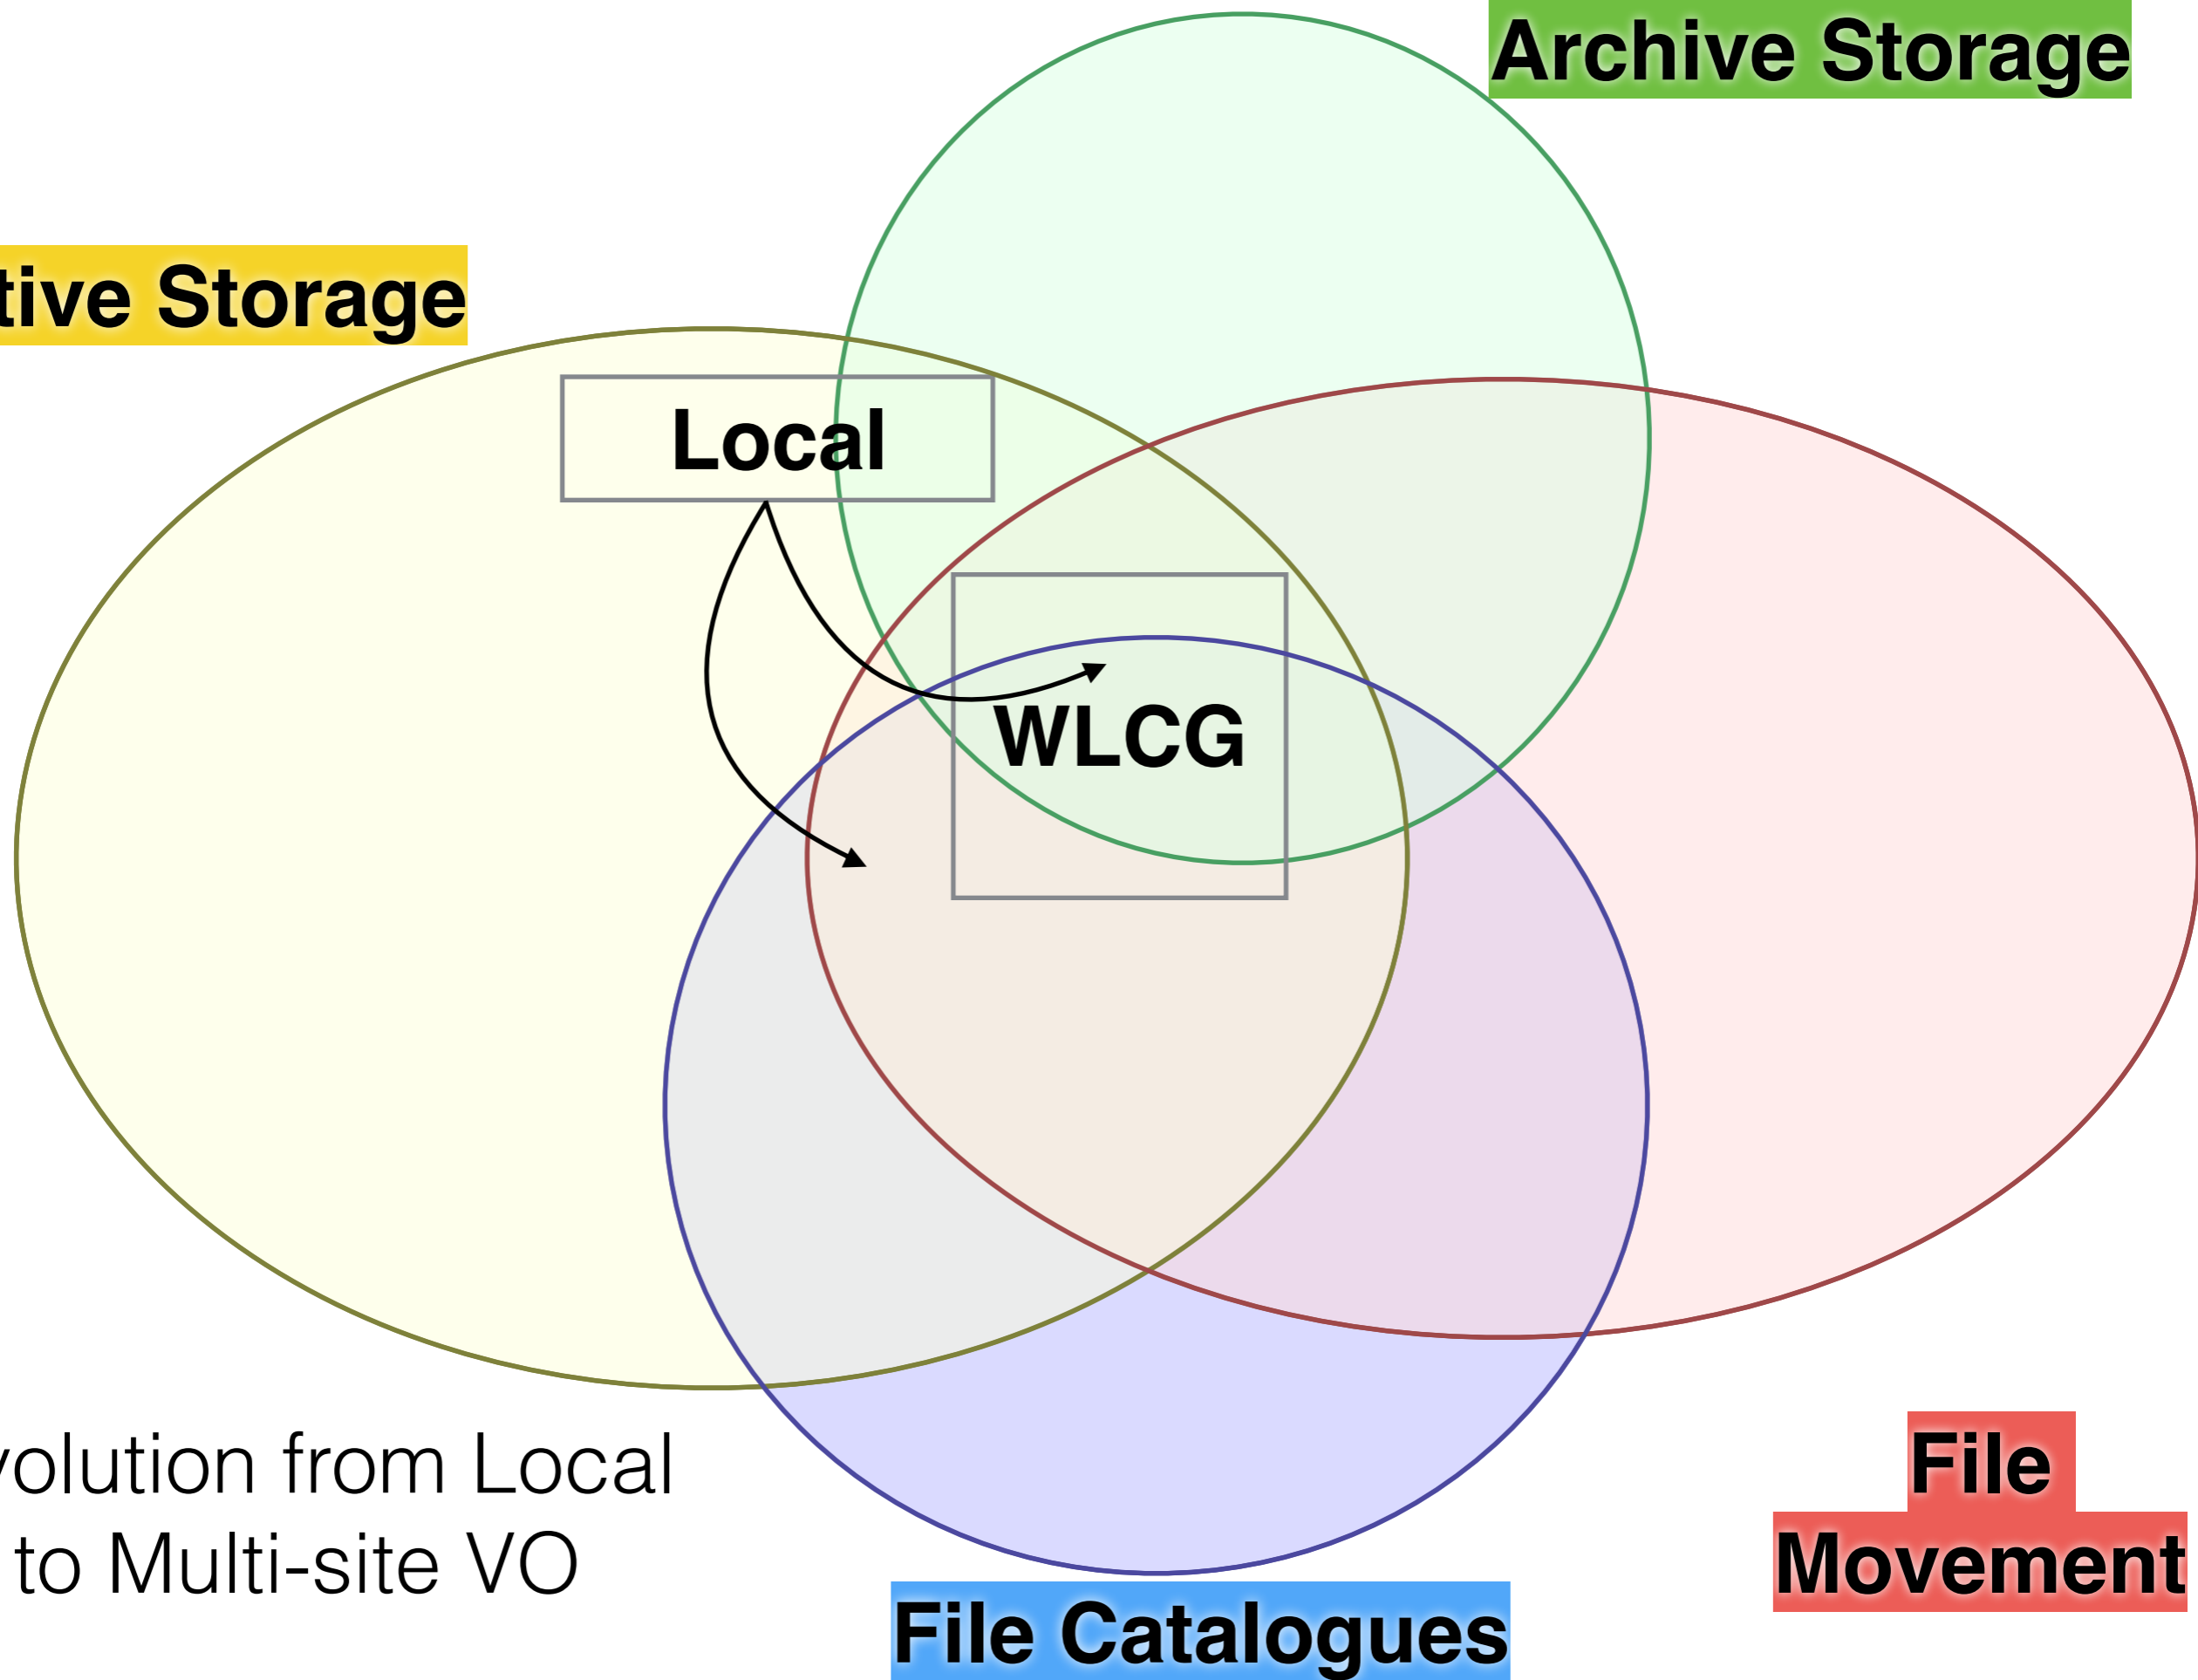 Archive Storage
tive Storage
Local
WLCG
volution from Local
to Multi-site VO
File
Movement
File Catalogues